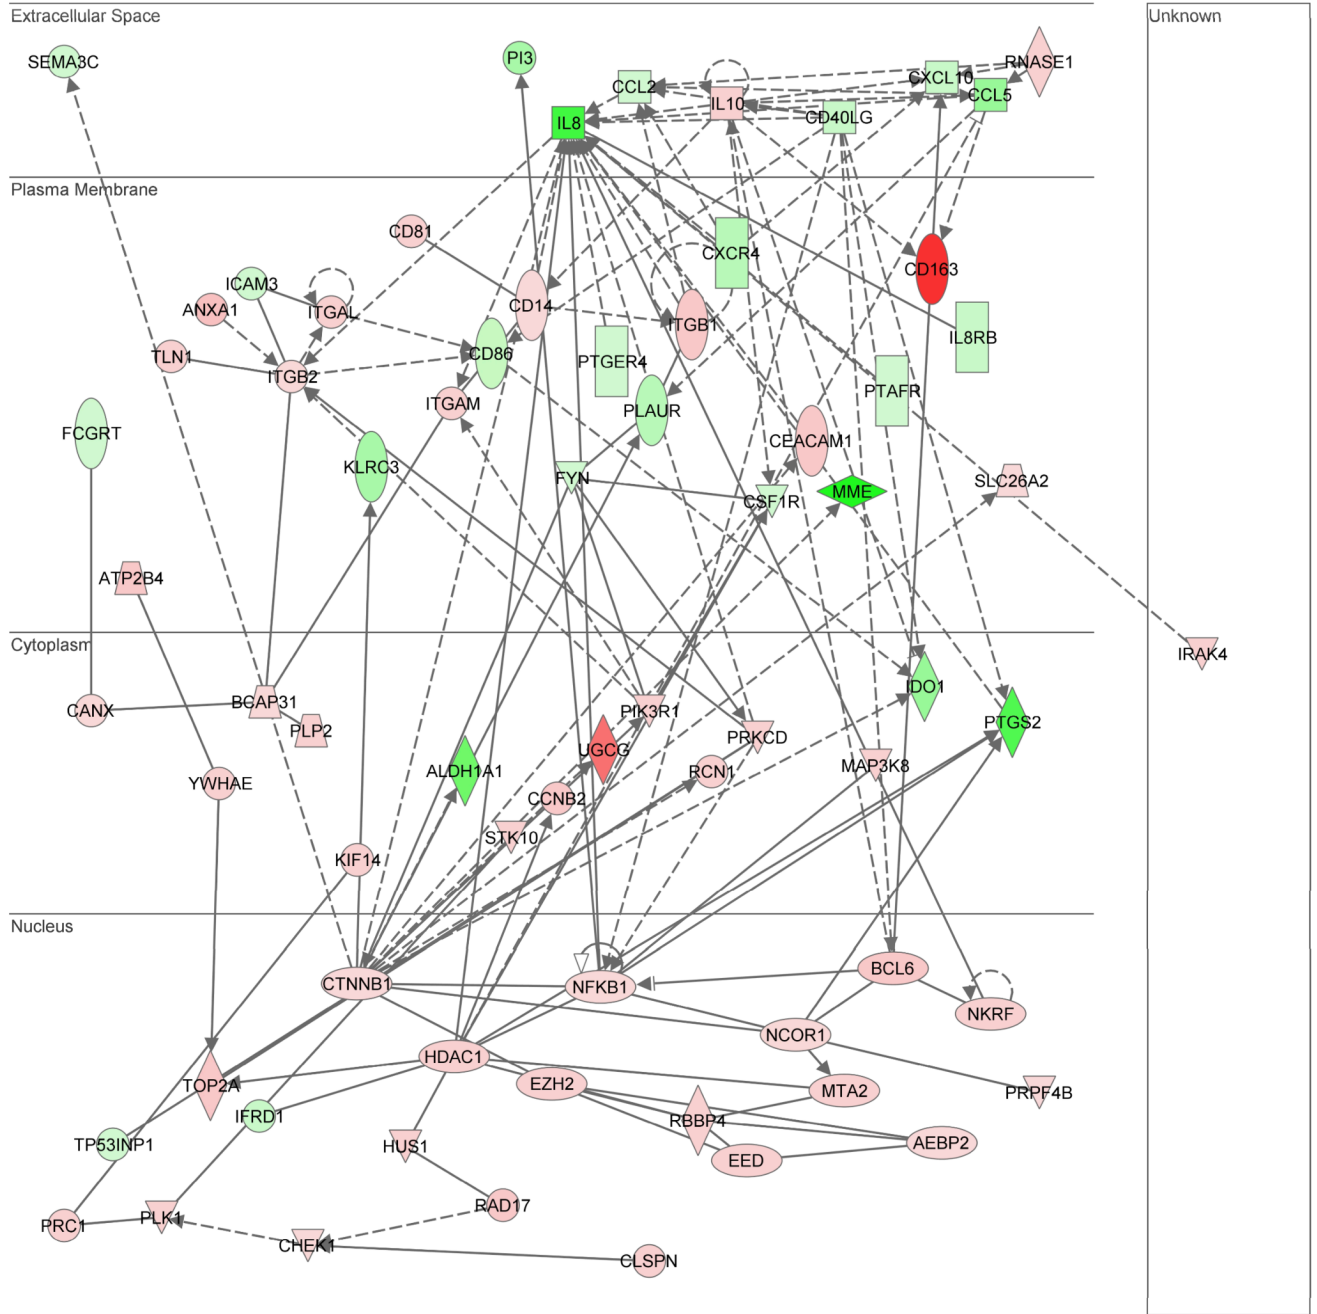 Extracellular Space
Unknown
SEMA3C
PI3
RNASE1
CCL2
CXCL10
IL10
CCL5
CD40LG
IL8
Plasma Membrane
CD81
CXCR4
CD163
ICAM3
ANXA1
ITGAL
CD14
ITGB1
IL8RB
TLN1
CD86
PTGER4
ITGB2
PTAFR
ITGAM
PLAUR
FCGRT
CEACAM1
KLRC3
FYN
SLC26A2
CSF1R
MME
ATP2B4
Cytoplasm
IRAK4
IDO1
CANX
BCAP31
PIK3R1
PTGS2
PLP2
PRKCD
UGCG
ALDH1A1
RCN1
MAP3K8
YWHAE
CCNB2
STK10
KIF14
Nucleus
CTNNB1
NFKB1
BCL6
NKRF
NCOR1
HDAC1
TOP2A
EZH2
MTA2
PRPF4B
IFRD1
RBBP4
TP53INP1
HUS1
AEBP2
EED
PRC1
PLK1
RAD17
CHEK1
CLSPN